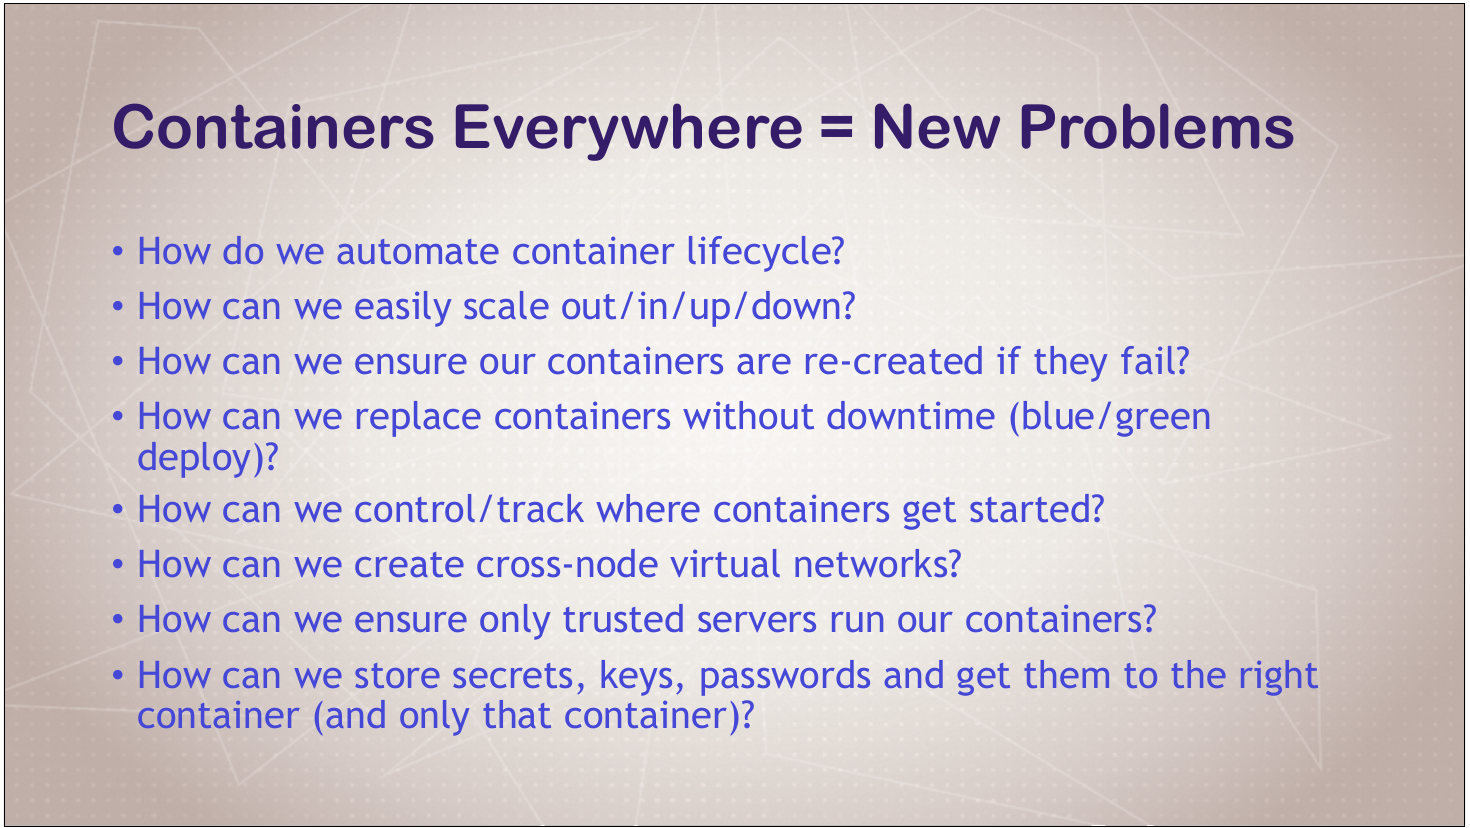 Containers Everywhere = New Problems
• How do we automate container lifecycle?
• How can we easily scale out/in/up/down?
• How can we ensure our containers are re-created if they fail?
• How can we replace containers without downtime (blue/green
deploy)?
• How can we control/track where containers get started?
• How can we create cross-node virtual networks?
• How can we ensure only trusted servers run our containers?
• How can we store secrets, keys, passwords and get them to the right
container (and only that container)?